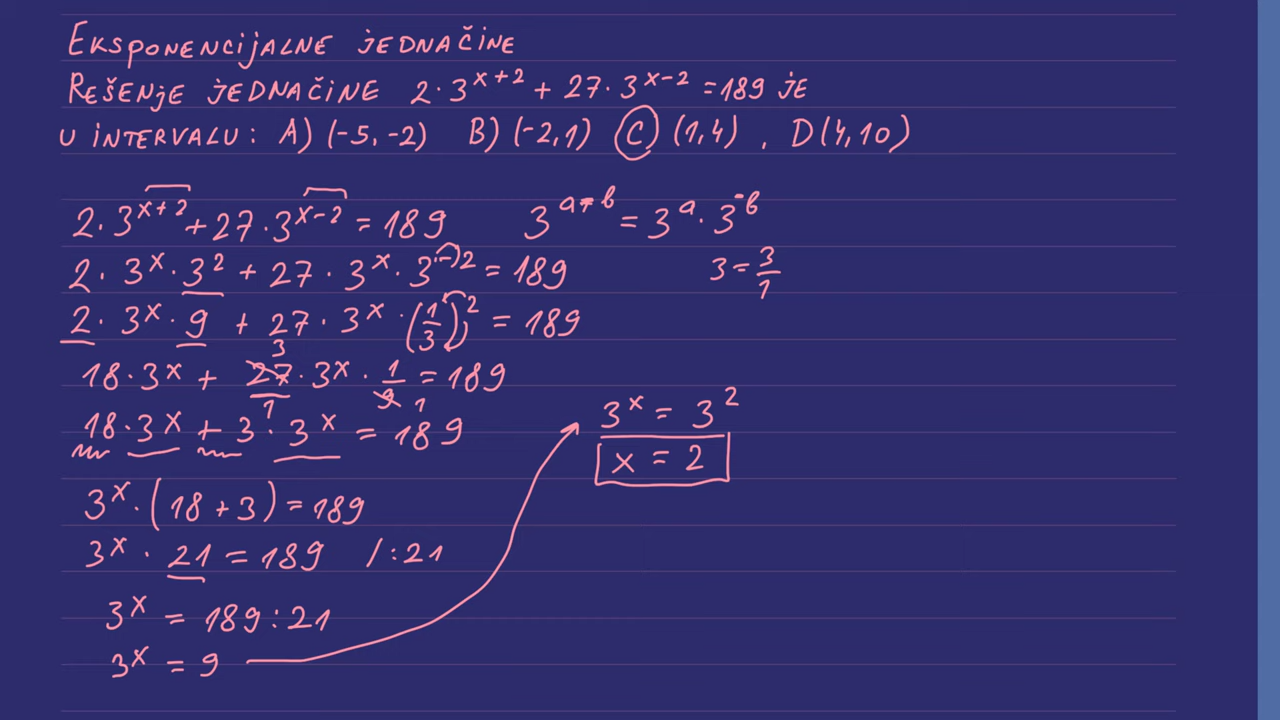 EKSPONENCIJALNE JEDNAČINE
REŠENJE JEDNAČINE 2·3^(x+2) + 27·3^(x-2) = 189 JE
U INTERVALU: A) (-5,-2) B) (-2,1) C) (1,4), D(4,10)
2·3^(x+2) + 27·3^(x-2) = 189 3^(a+-b) = 3^a · 3^(-b)
2·3^x·3^2 + 27·3^x·3^((-)2) = 189 3 = 3/1
2·3^x·9 + 27·3^x·(1/3)^2 = 189
18·3^x + 27·3^x·1/9 = 189
3 1 1
18·3^x + 3·3^x = 189
3^x·(18+3) = 189
3^x·21 = 189 /:21
3^x = 189:21
3^x = 9
3^x = 3^2
x = 2